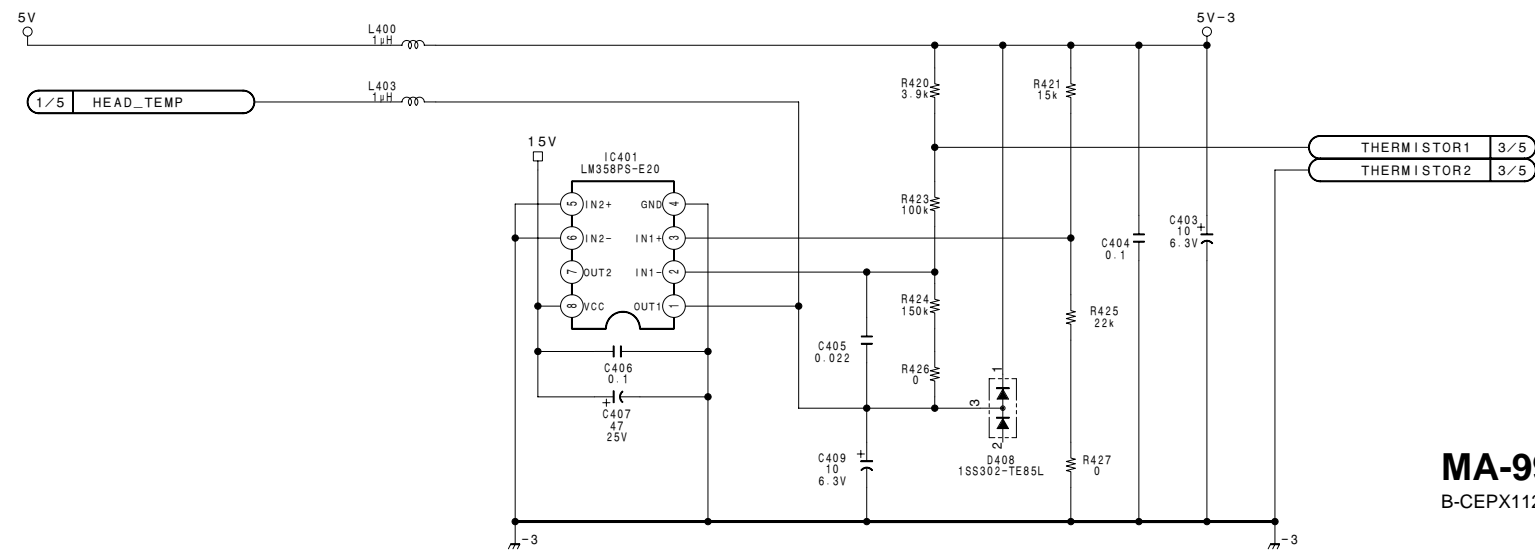 5V
5V-3
L400
1μH
L403
1μH
1/5 HEAD_TEMP
R420
3.9k
R421
15k
THERMISTOR1 3/5
THERMISTOR2 3/5
15V
IC401
LM358PS-E20
5 IN2+ GND 4
6 IN2- IN1+ 3
7 OUT2 IN1- 2
8 VCC OUT1 1
R423
100k
C404
0.1
C403
10
6.3V
+
R424
150k
R425
22k
C405
0.022
R426
0
C406
0.1
+
C407
47
25V
1
3
2
D408
1SS302-TE85L
C409
10
6.3V
+
R427
0
-3
-3
MA-99
B-CEPX112